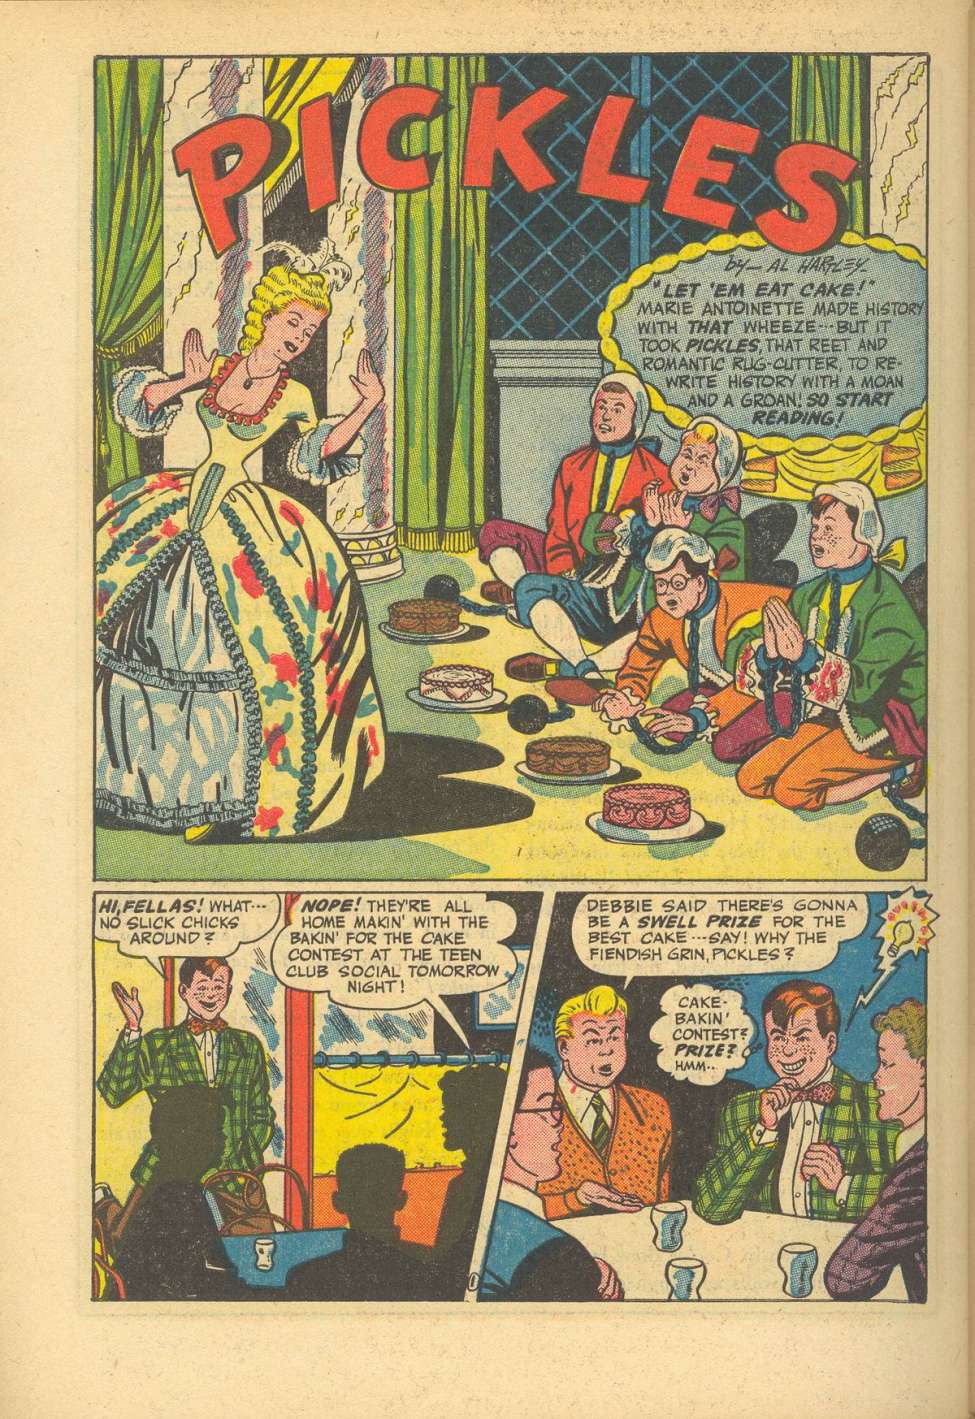 PICKLES
by— AL HARTLEY—
"LET 'EM EAT CAKE!"
MARIE ANTOINETTE MADE HISTORY
WITH THAT WHEEZE---BUT IT
TOOK PICKLES, THAT REET AND
ROMANTIC RUG-CUTTER, TO RE-
WRITE HISTORY WITH A MOAN
AND A GROAN! SO START
READING!
HI, FELLAS! WHAT---
NO SLICK CHICKS
AROUND?
NOPE! THEY'RE ALL
HOME MAKIN' WITH THE
BAKIN' FOR THE CAKE
CONTEST AT THE TEEN
CLUB SOCIAL TOMORROW
NIGHT!
DEBBIE SAID THERE'S GONNA
BE A SWELL PRIZE FOR THE
BEST CAKE---SAY! WHY THE
FIENDISH GRIN, PICKLES?
CAKE-
BAKIN'
CONTEST?
PRIZE?
HMM--